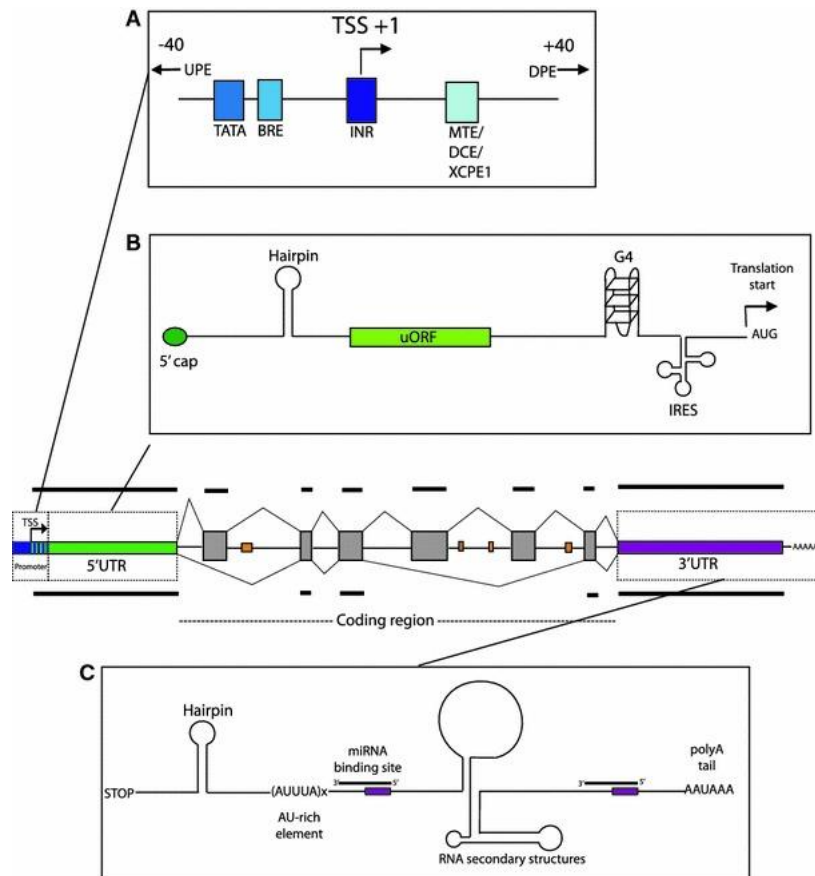 A
TSS +1
-40
+40
UPE
DPE
TATA
BRE
INR
MTE/
DCE/
XCPE1
B
Hairpin
G4
Translation
start
uORF
AUG
5' cap
IRES
TSS
AAAAA
Promoter
5'UTR
3'UTR
Coding region
C
Hairpin
miRNA
binding site
polyA
tail
3' 5'
3' 5'
STOP
(AUUUA)x
AAUAAA
AU-rich
element
RNA secondary structures